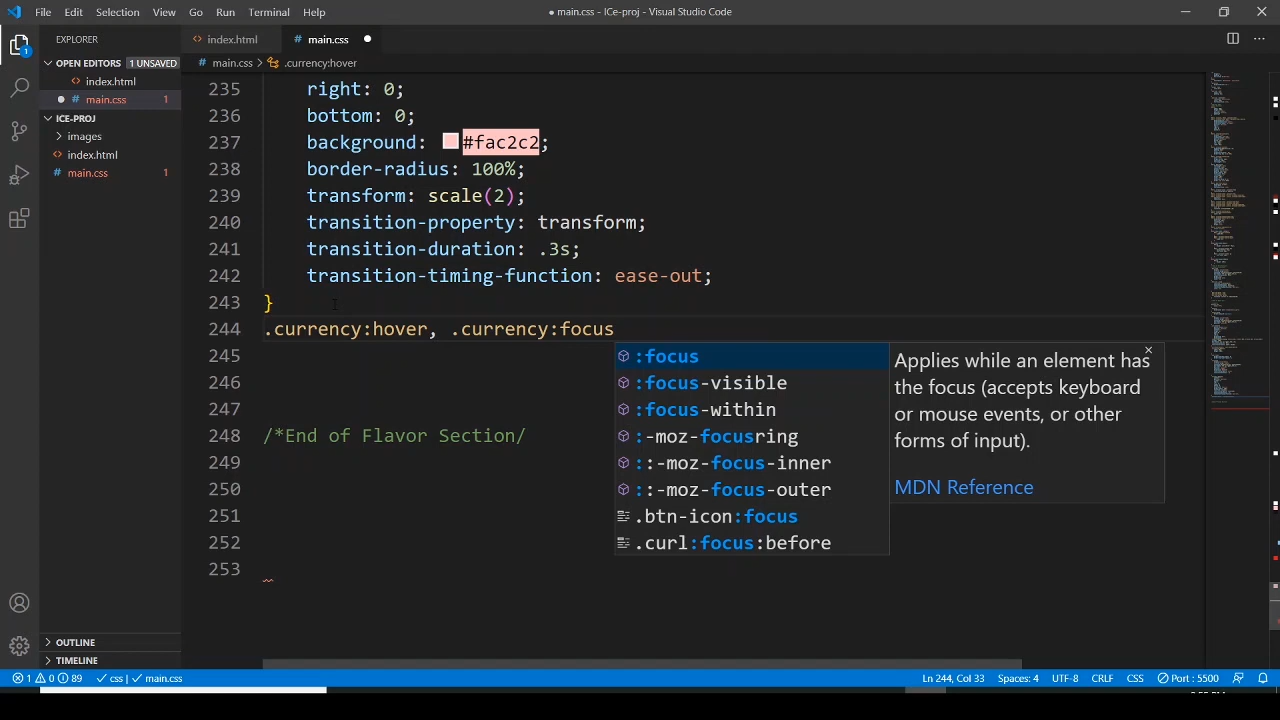 File Edit Selection View Go Run Terminal Help
● main.css - ICe-proj - Visual Studio Code
EXPLORER
OPEN EDITORS 1 UNSAVED
index.html
main.css 1
ICE-PROJ
images
index.html
main.css 1
OUTLINE
TIMELINE
1
index.html
main.css
main.css > .currency:hover
235 right: 0;
236 bottom: 0;
237 background: #fac2c2;
238 border-radius: 100%;
239 transform: scale(2);
240 transition-property: transform;
241 transition-duration: .3s;
242 transition-timing-function: ease-out;
243 }
244 .currency:hover, .currency:focus
245
246
247
248 /*End of Flavor Section/
249
250
251
252
253
:focus
:focus-visible
:focus-within
:-moz-focusring
::-moz-focus-inner
::-moz-focus-outer
.btn-icon:focus
.curl:focus:before
Applies while an element has
the focus (accepts keyboard
or mouse events, or other
forms of input).
MDN Reference
1 0 89 css | main.css
Ln 244, Col 33 Spaces: 4 UTF-8 CRLF CSS Port : 5500